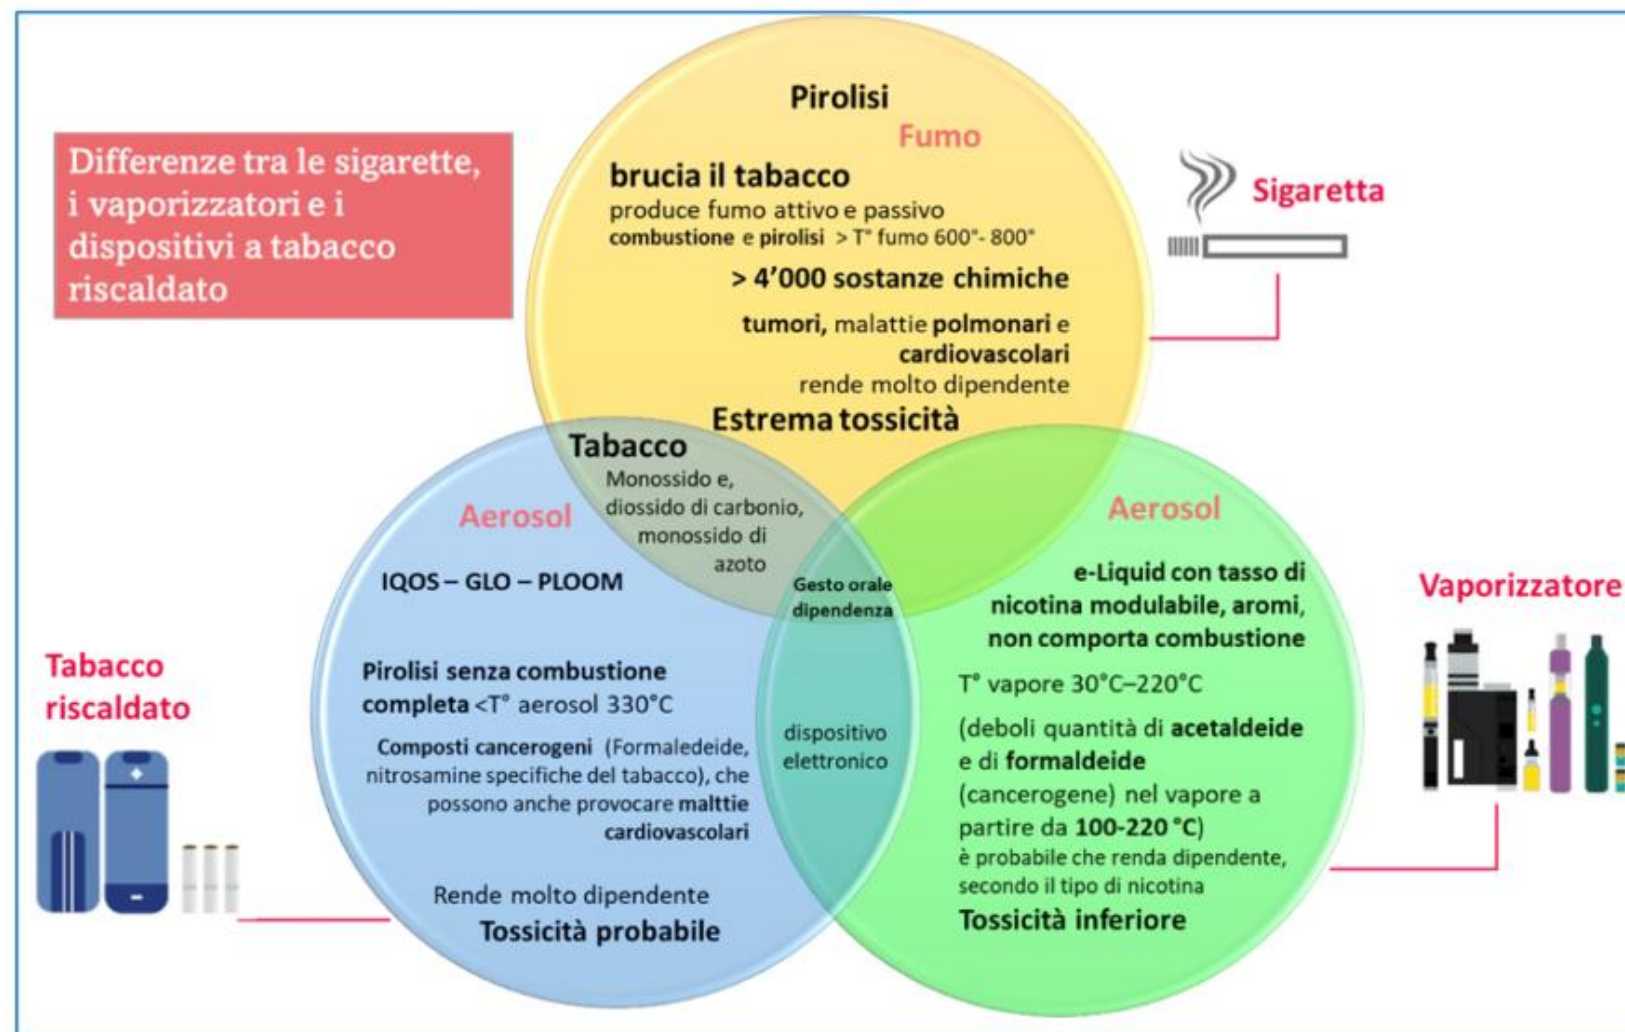 Differenze tra le sigarette,
i vaporizzatori e i
dispositivi a tabacco
riscaldato
Pirolisi
Fumo
brucia il tabacco
produce fumo attivo e passivo
combustione e pirolisi > T° fumo 600°- 800°
> 4’000 sostanze chimiche
tumori, malattie polmonari e
cardiovascolari
rende molto dipendente
Estrema tossicità
Sigaretta
Tabacco
Monossido e,
diossido di carbonio,
monossido di
azoto
Aerosol
IQOS – GLO – PLOOM
Pirolisi senza combustione
completa <T° aerosol 330°C
Composti cancerogeni (Formaledeide,
nitrosamine specifiche del tabacco), che
possono anche provocare malttie
cardiovascolari
Rende molto dipendente
Tossicità probabile
Tabacco
riscaldato
Gesto orale
dipendenza
dispositivo
elettronico
Aerosol
e-Liquid con tasso di
nicotina modulabile, aromi,
non comporta combustione
T° vapore 30°C–220°C
(deboli quantità di acetaldeide
e di formaldeide
(cancerogene) nel vapore a
partire da 100-220 °C)
è probabile che renda dipendente,
secondo il tipo di nicotina
Tossicità inferiore
Vaporizzatore